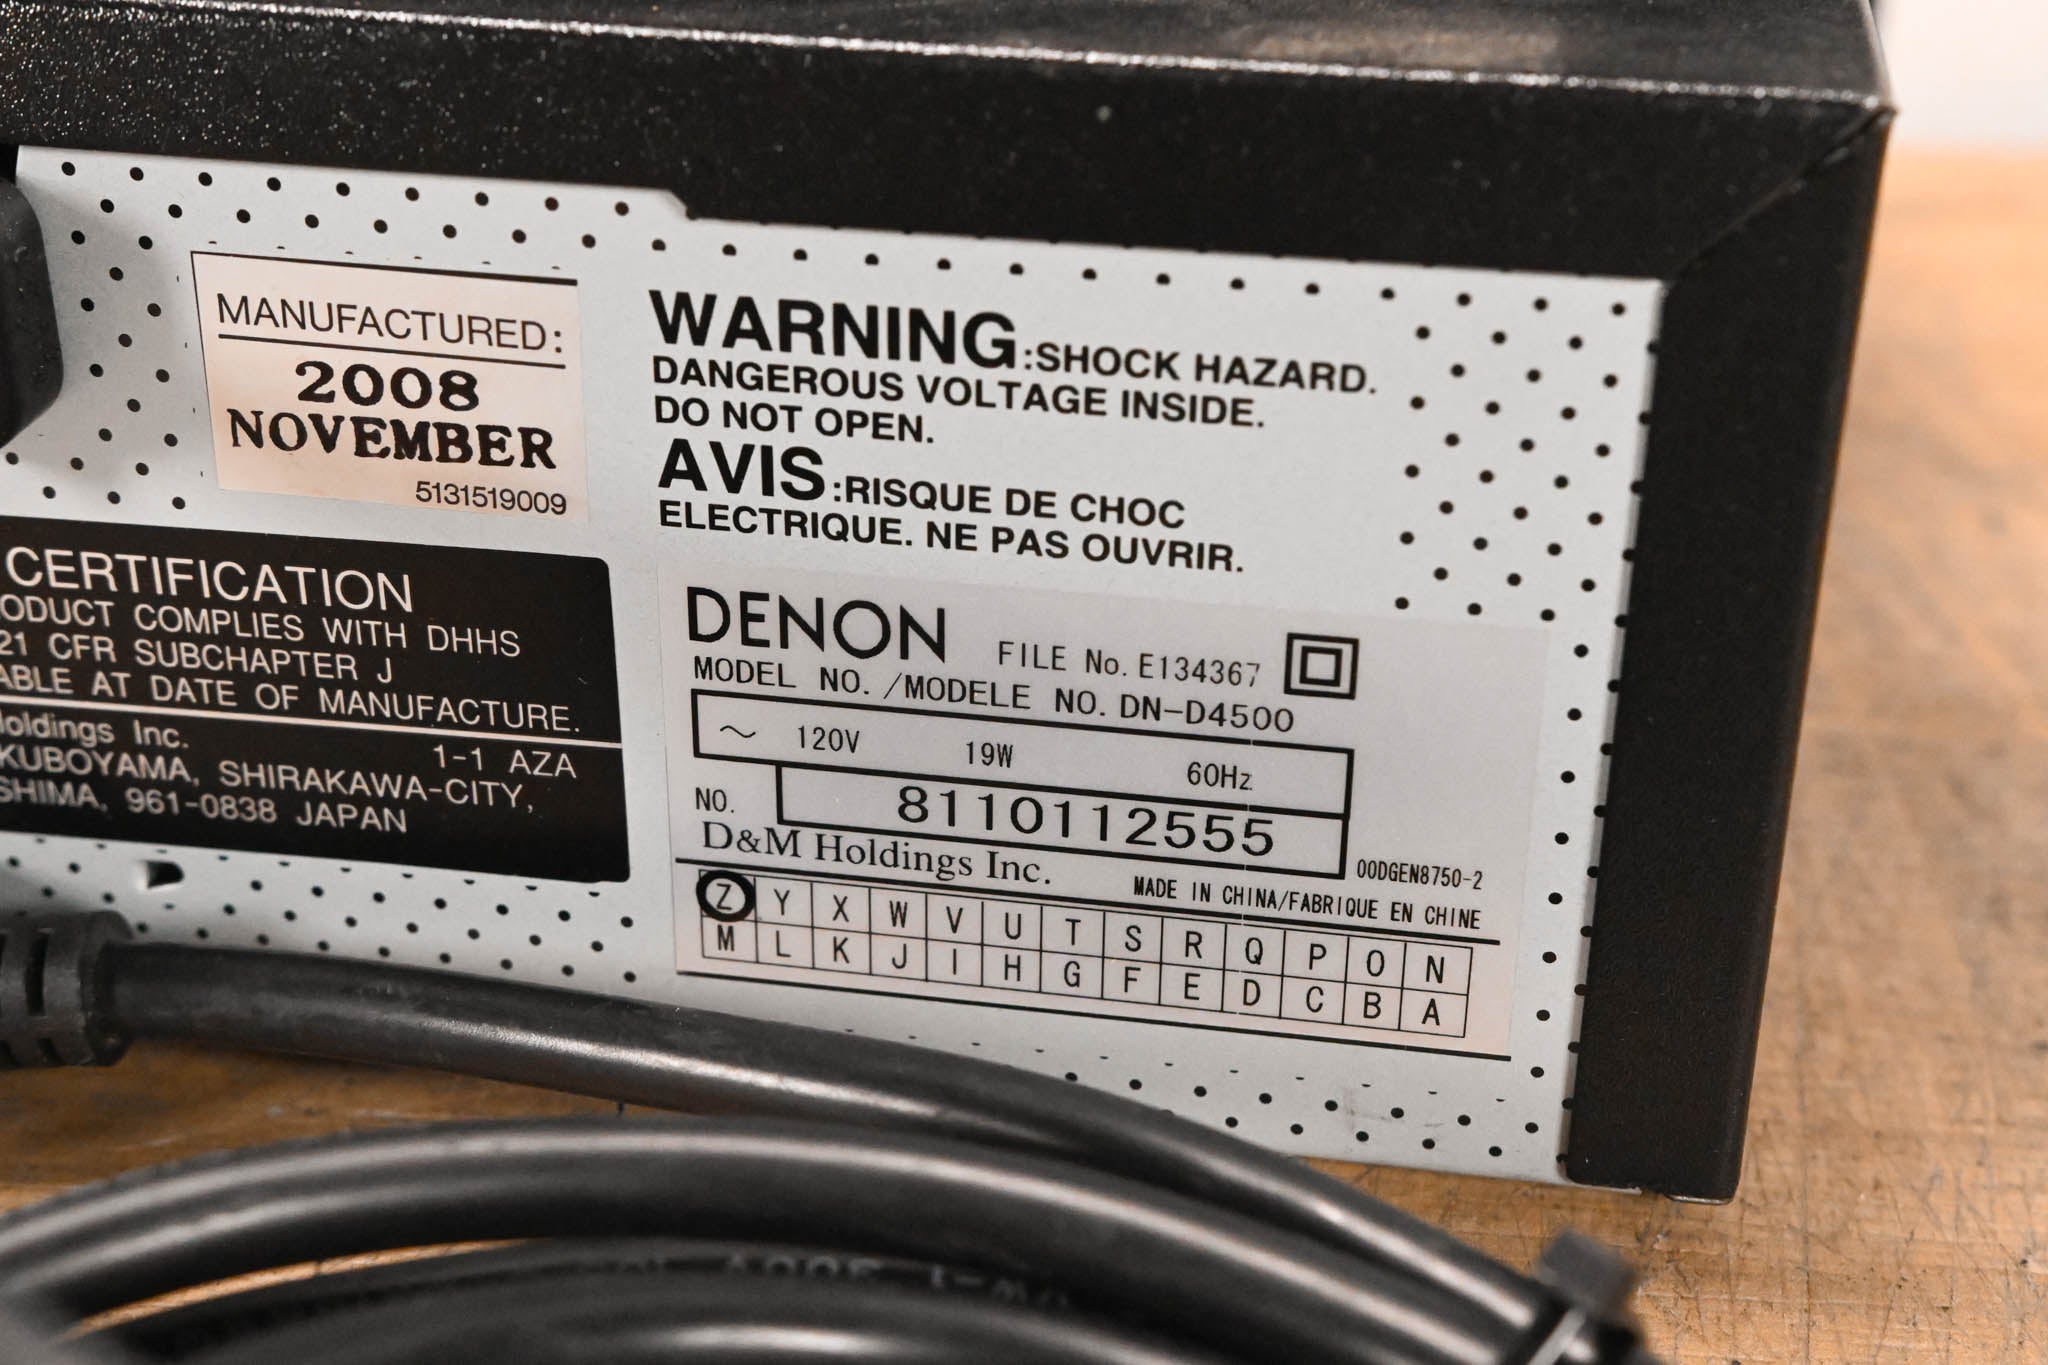 MANUFACTURED:
2008
NOVEMBER
5131519009
WARNING:SHOCK HAZARD.
DANGEROUS VOLTAGE INSIDE.
DO NOT OPEN.
AVIS:RISQUE DE CHOC
ELECTRIQUE. NE PAS OUVRIR.
CERTIFICATION
COMPLIES WITH DHHS
21 CFR SUBCHAPTER J
AT DATE OF MANUFACTURE.
Holdings Inc.
1-1 AZA
KUBOYAMA, SHIRAKAWA-CITY,
961-0838 JAPAN
DENON FILE No. E134367
MODEL NO./MODELE NO. DN-D4500
~ 120V 19W 60Hz
NO. 8110112555
D&M Holdings Inc. 00DGEN8750-2
MADE IN CHINA/FABRIQUE EN CHINE
Z Y X W V U T S R Q P O N
M L K J I H G F E D C B A